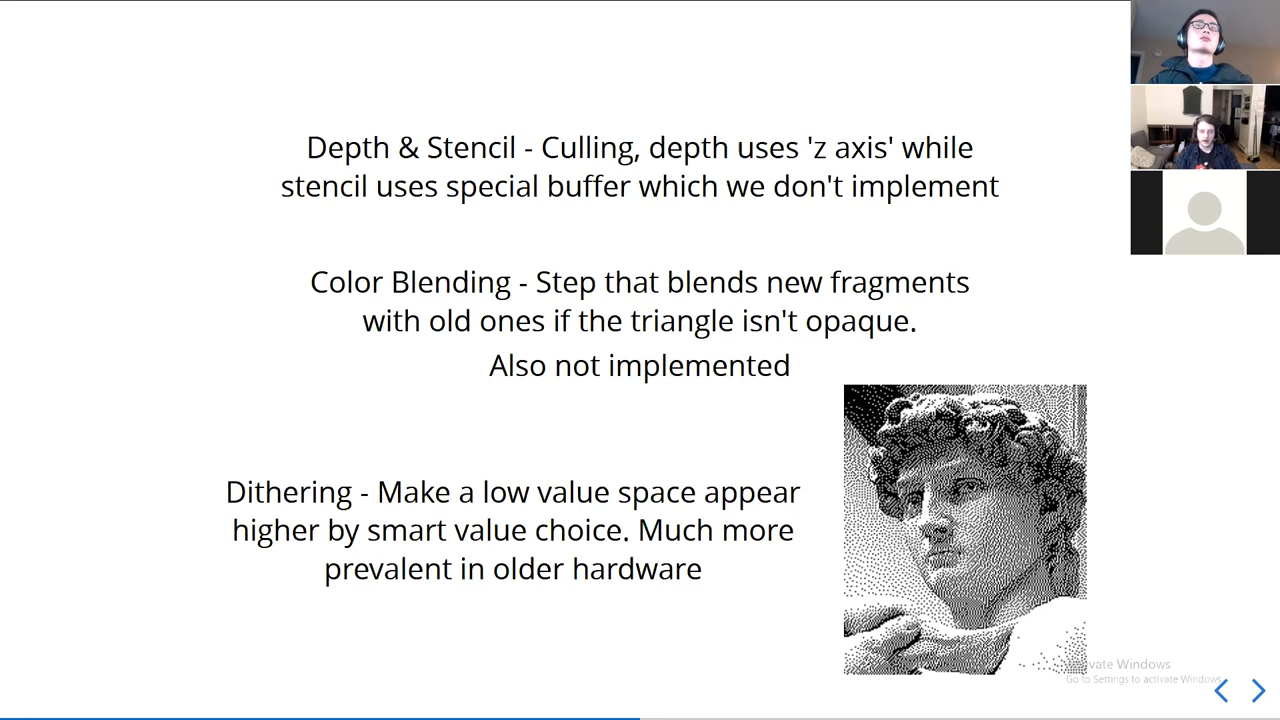 Depth & Stencil - Culling, depth uses 'z axis' while
stencil uses special buffer which we don't implement
Color Blending - Step that blends new fragments
with old ones if the triangle isn't opaque.
Also not implemented
Dithering - Make a low value space appear
higher by smart value choice. Much more
prevalent in older hardware
Activate Windows
Go to Settings to activate Windows.